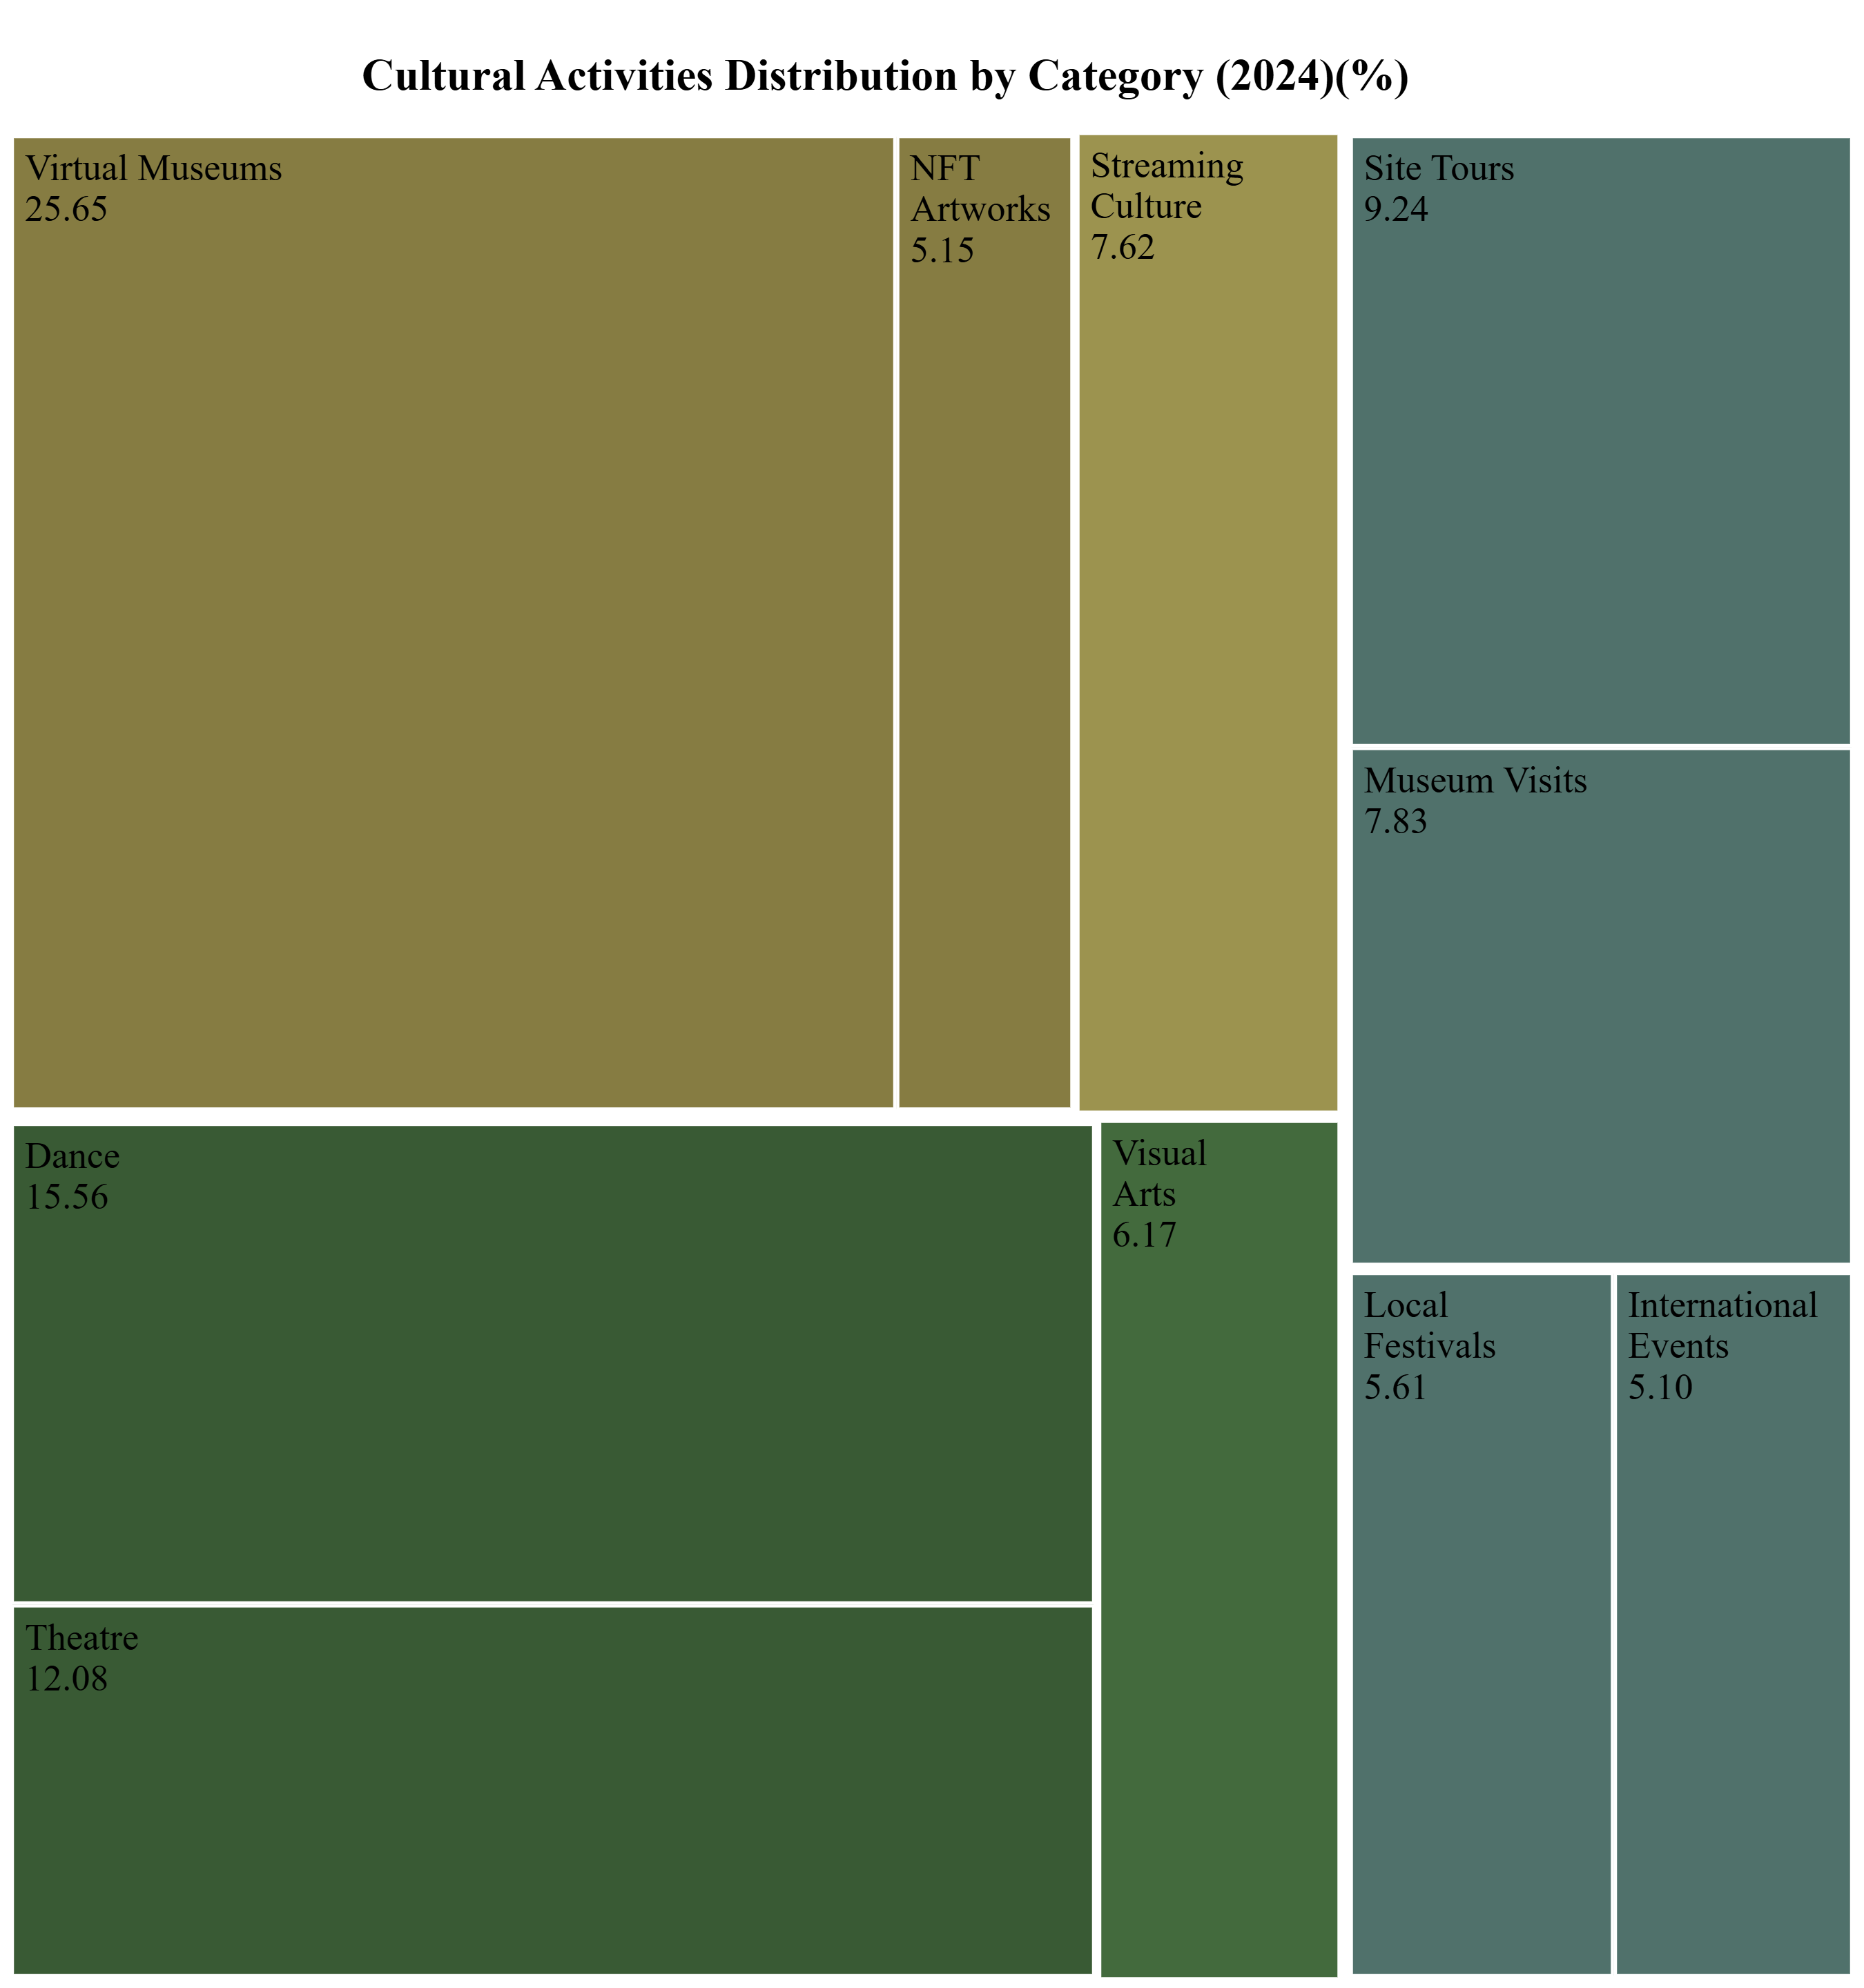 Cultural Activities Distribution by Category (2024)(%)
Virtual Museums
25.65
NFT
Artworks
5.15
Streaming
Culture
7.62
Site Tours
9.24
Museum Visits
7.83
Dance
15.56
Visual
Arts
6.17
Local
Festivals
5.61
International
Events
5.10
Theatre
12.08